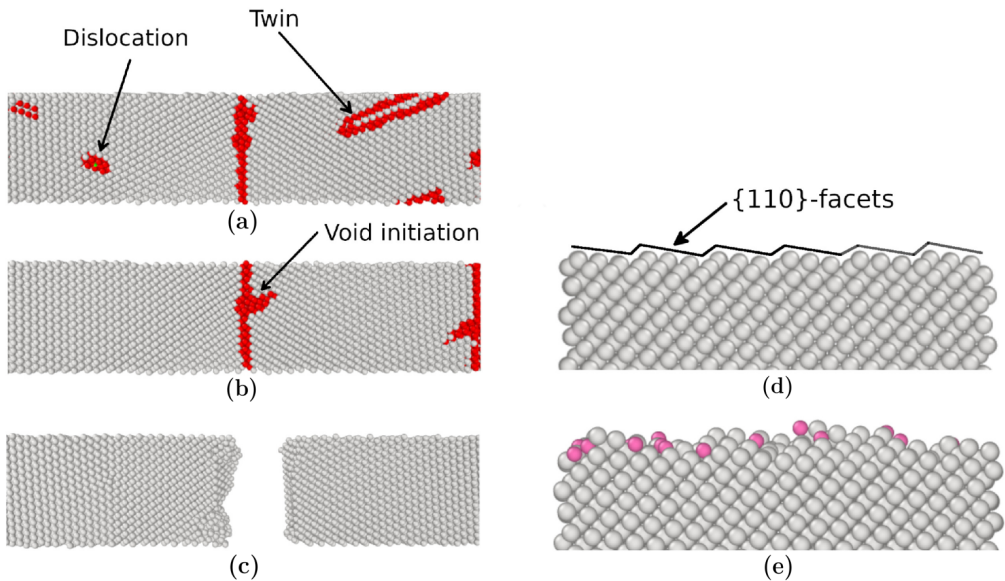 Twin
Dislocation
(a)
Void initiation
(b)
(c)
{110}-facets
(d)
(e)